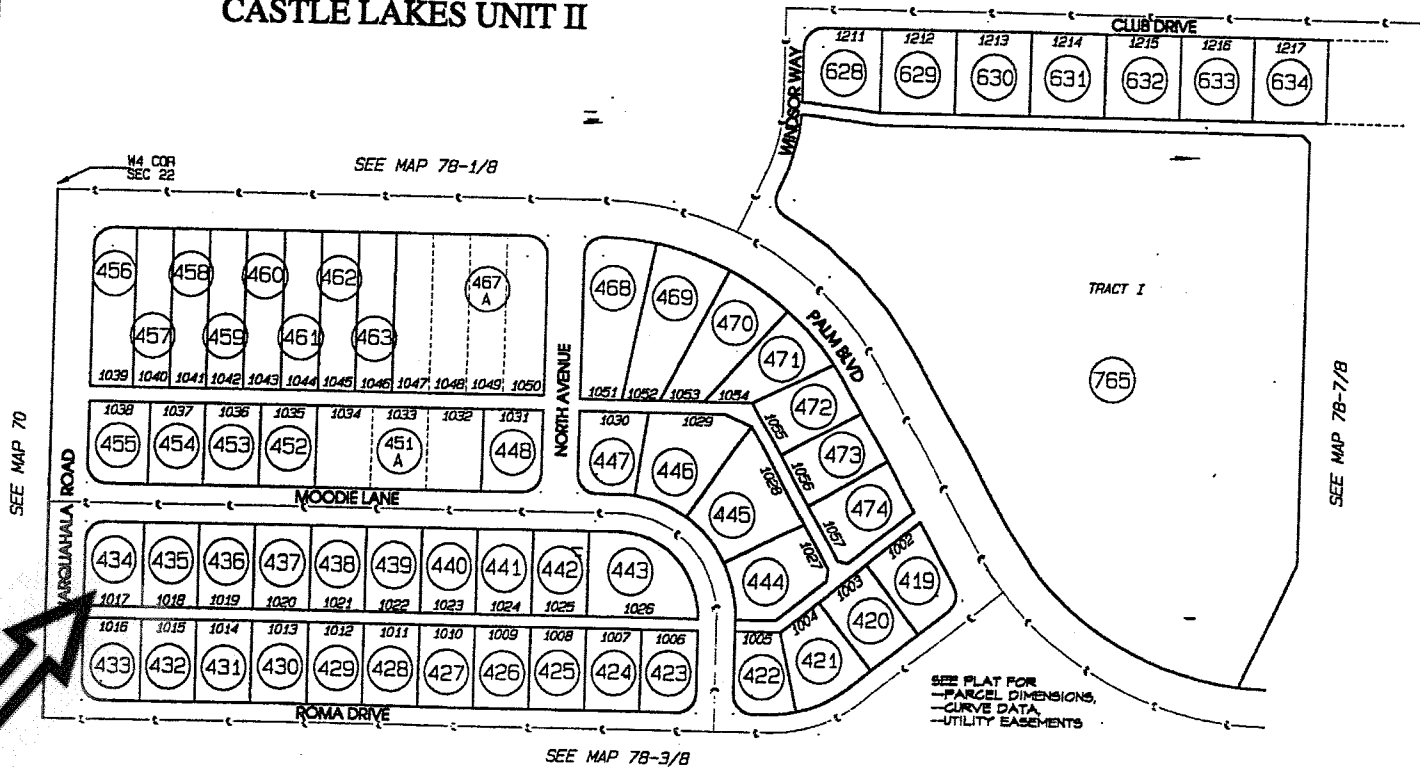 CASTLE LAKES UNIT II
CLUB DRIVE
1211 1212 1213 1214 1215 1216 1217
628 629 630 631 632 633 634
WINDSOR WAY
W4 COR
SEC 22
SEE MAP 78-1/8
456 458 460 462 467
A
457 459 461 463
1039 1040 1041 1042 1043 1044 1045 1046 1047 1048 1049 1050
NORTH AVENUE
468 469 470 471 472 473 474
PALM BLVD
1051 1052 1053 1054 1055 1056 1057
TRACT I
765
SEE MAP 78-7/8
SEE MAP 70
1038 1037 1036 1035 1034 1033 1032 1031
455 454 453 452 451 448
A
1030 1029 1028 1027
447 446 445 444
MOODIE LANE
ROAD
434 435 436 437 438 439 440 441 442 443
1017 1018 1019 1020 1021 1022 1023 1024 1025 1026
1016 1015 1014 1013 1012 1011 1010 1009 1008 1007 1006
433 432 431 430 429 428 427 426 425 424 423
1005 1004 1003 1002
422 421 420 419
ROMA DRIVE
SEE PLAT FOR
—PARCEL DIMENSIONS,
—CURVE DATA,
—UTILITY EASEMENTS
SEE MAP 78-3/8